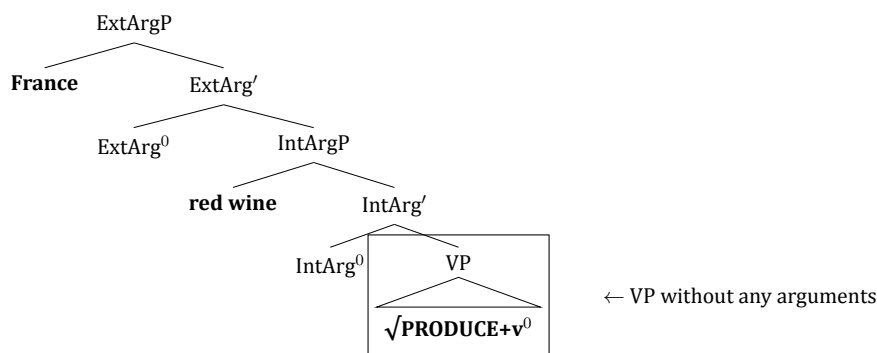 ExtArgP
France ExtArg′
ExtArg⁰ IntArgP
red wine IntArg′
IntArg⁰ VP
← VP without any arguments
√PRODUCE+v⁰